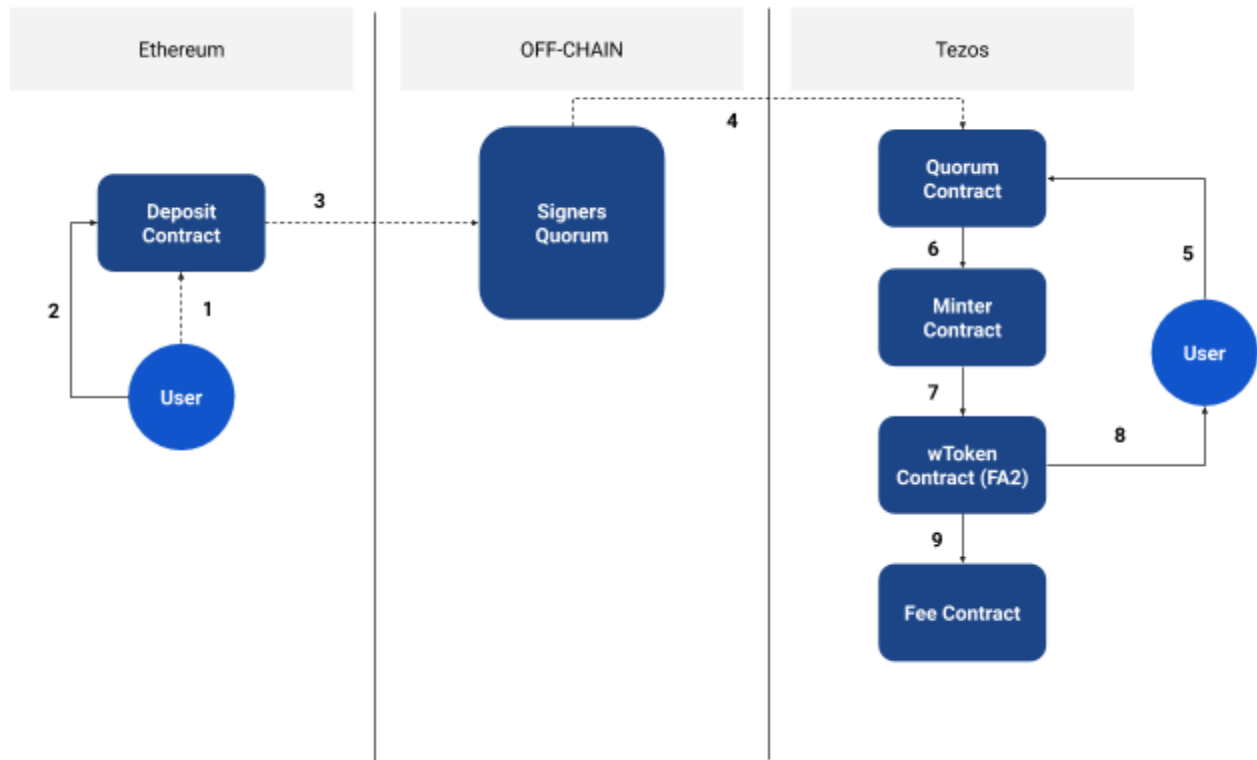 Ethereum
OFF-CHAIN
Tezos
4
Quorum
Contract
Deposit
Contract
3
Signers
Quorum
6
5
2
1
Minter
Contract
User
User
7
8
wToken
Contract (FA2)
9
Fee Contract